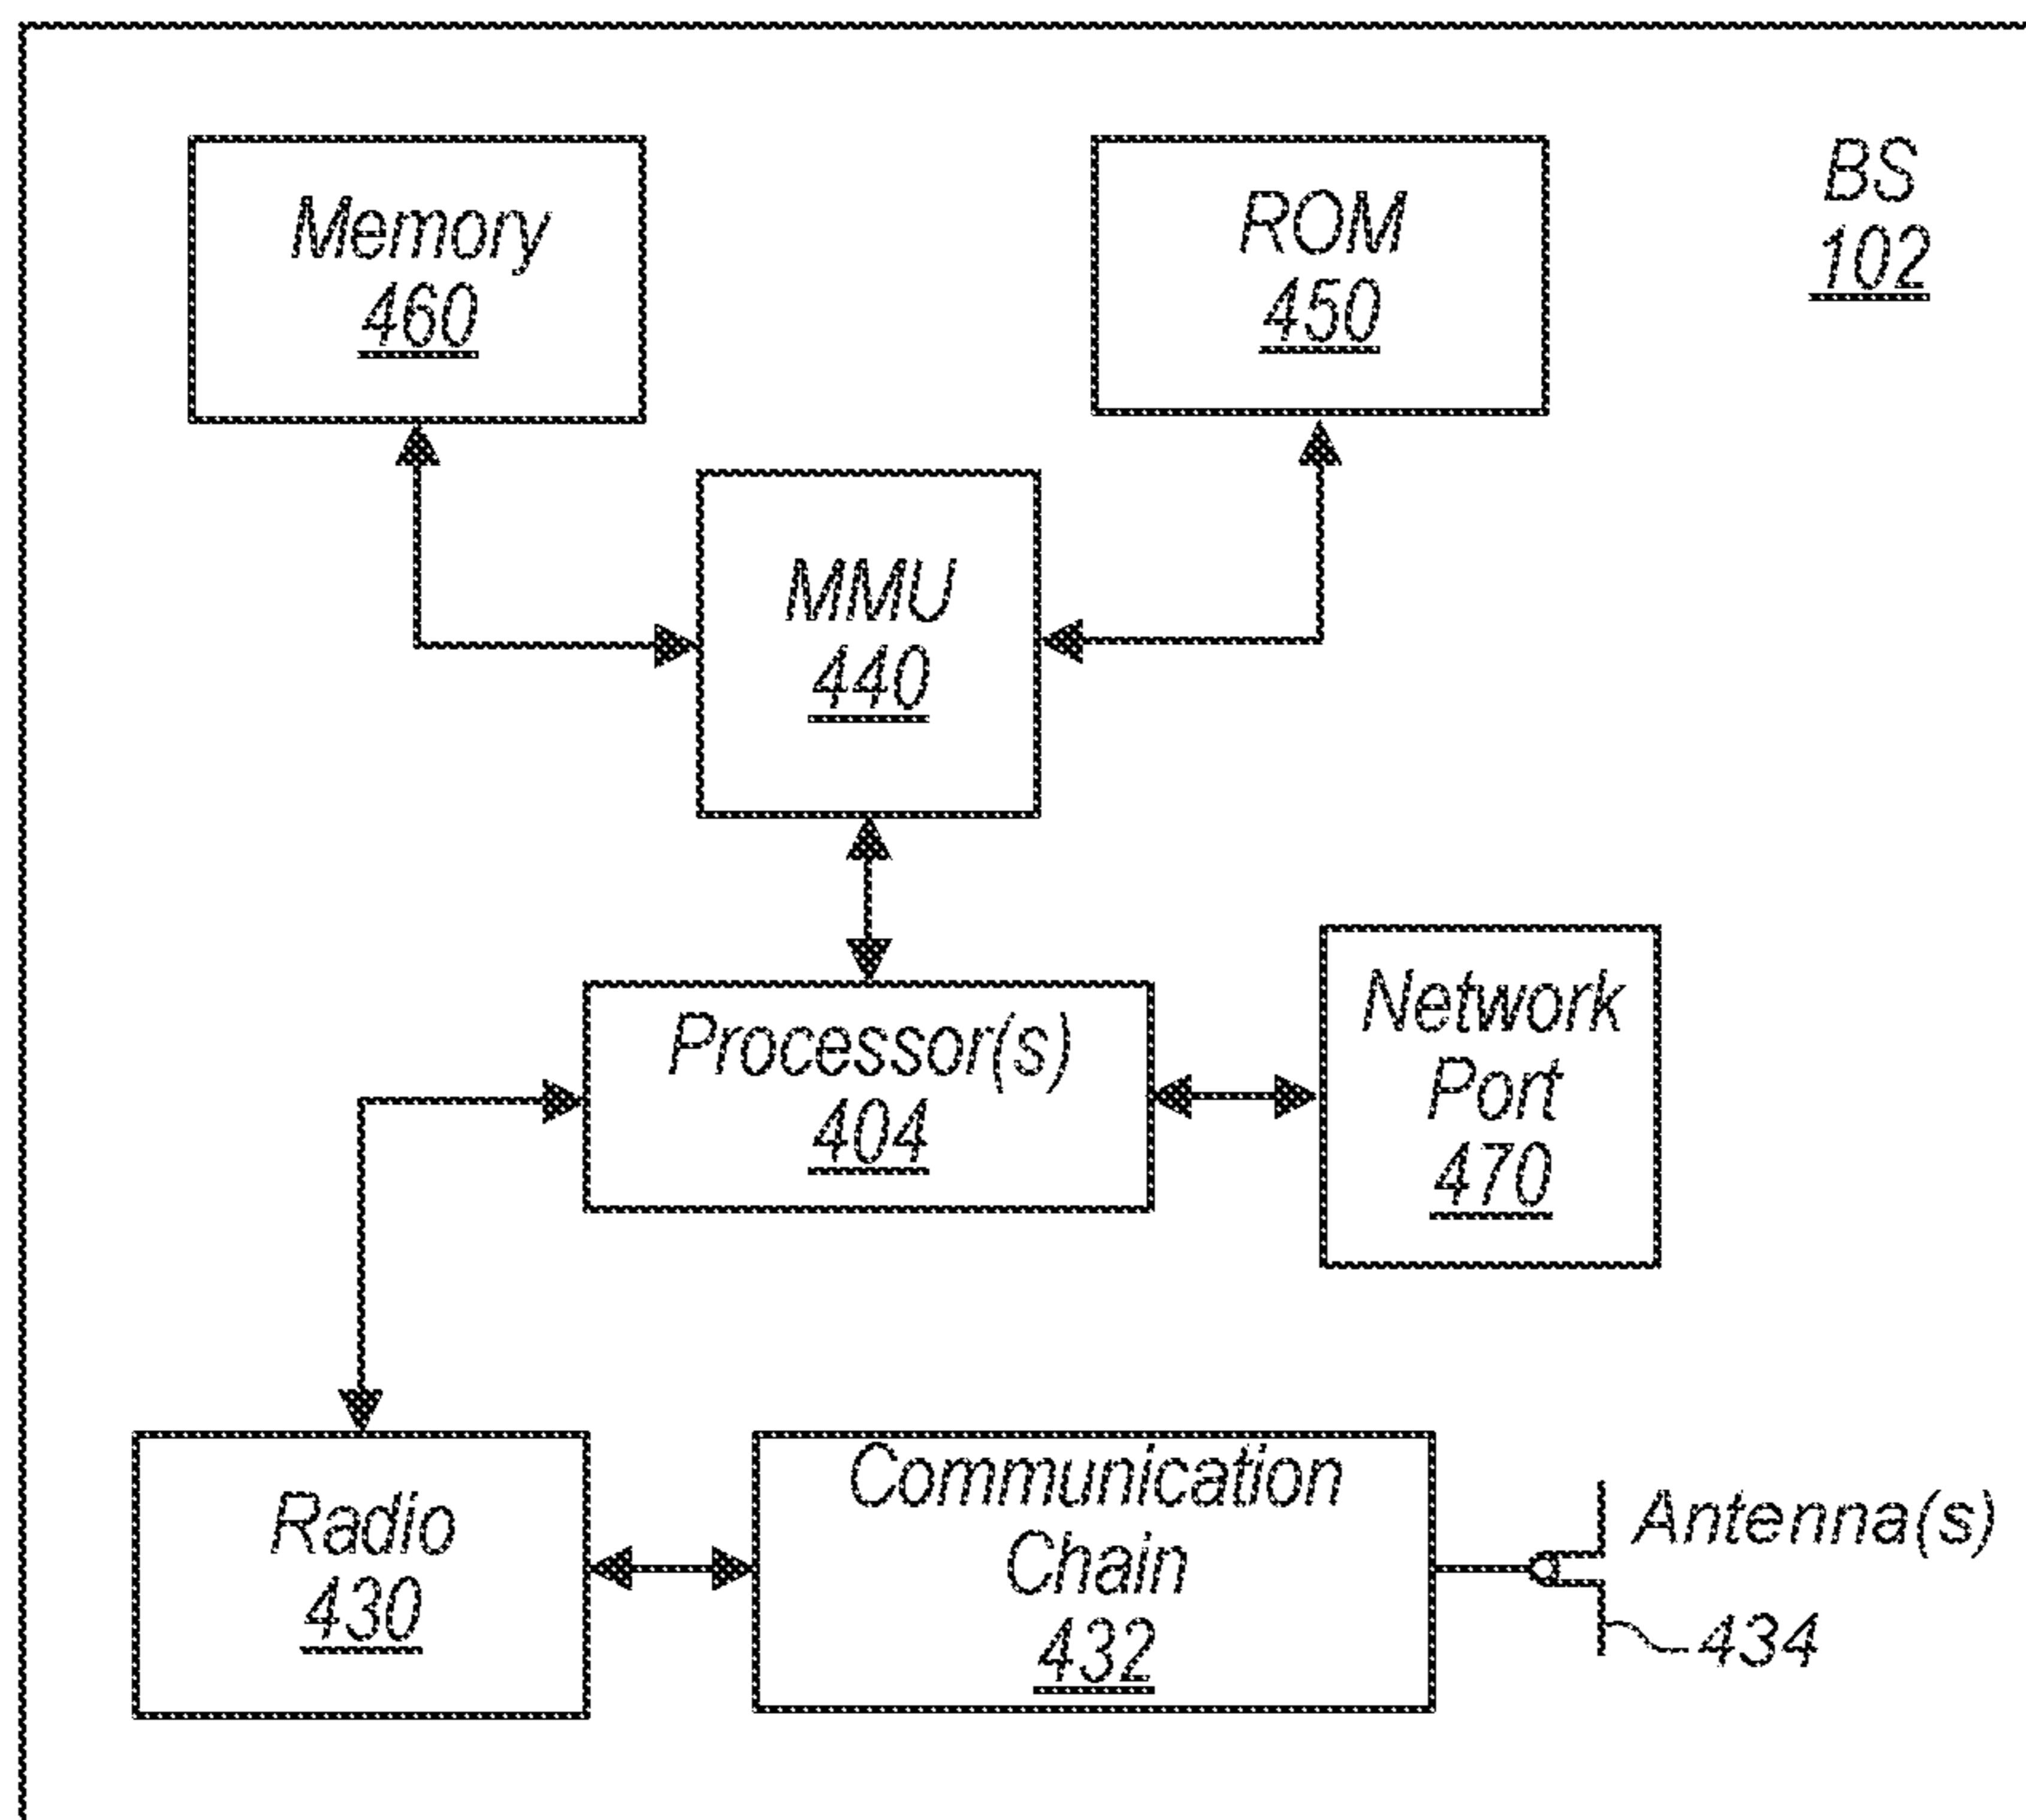 Memory
460
ROM
450
BS
102
MMU
440
Processor(s)
404
Network
Port
470
Radio
430
Communication
Chain
432
Antenna(s)
434